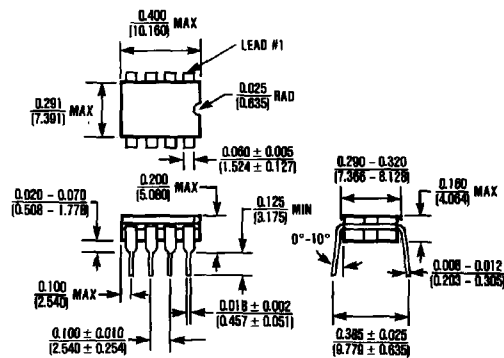 0.400
(10.160) MAX
LEAD #1
0.291
(7.391) MAX
0.025
(0.635) RAD
0.060 ± 0.005
(1.524 ± 0.127)
0.200
(5.080) MAX
0.290 – 0.320
(7.366 – 8.128)
0.020 – 0.070
(0.508 – 1.778)
0.125
(3.175) MIN
0.160
(4.064) MAX
0°–10°
0.100
(2.540) MAX
0.018 ± 0.002
(0.457 ± 0.051)
0.008 – 0.012
(0.203 – 0.305)
0.100 ± 0.010
(2.540 ± 0.254)
0.385 ± 0.025
(9.779 ± 0.635)